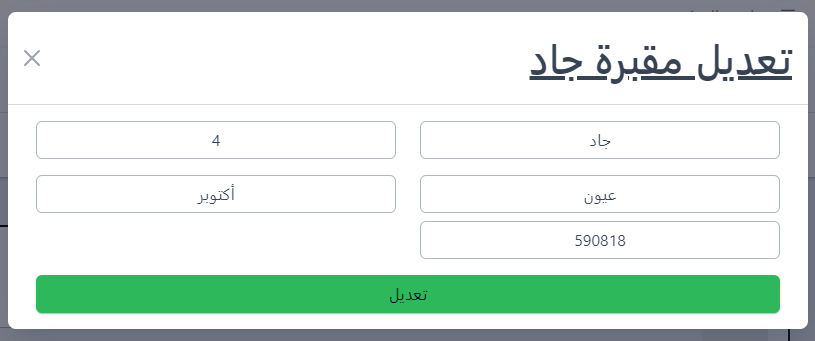 تعديل مقبرة جاد
جاد
4
عيون
أكتوبر
590818
تعديل